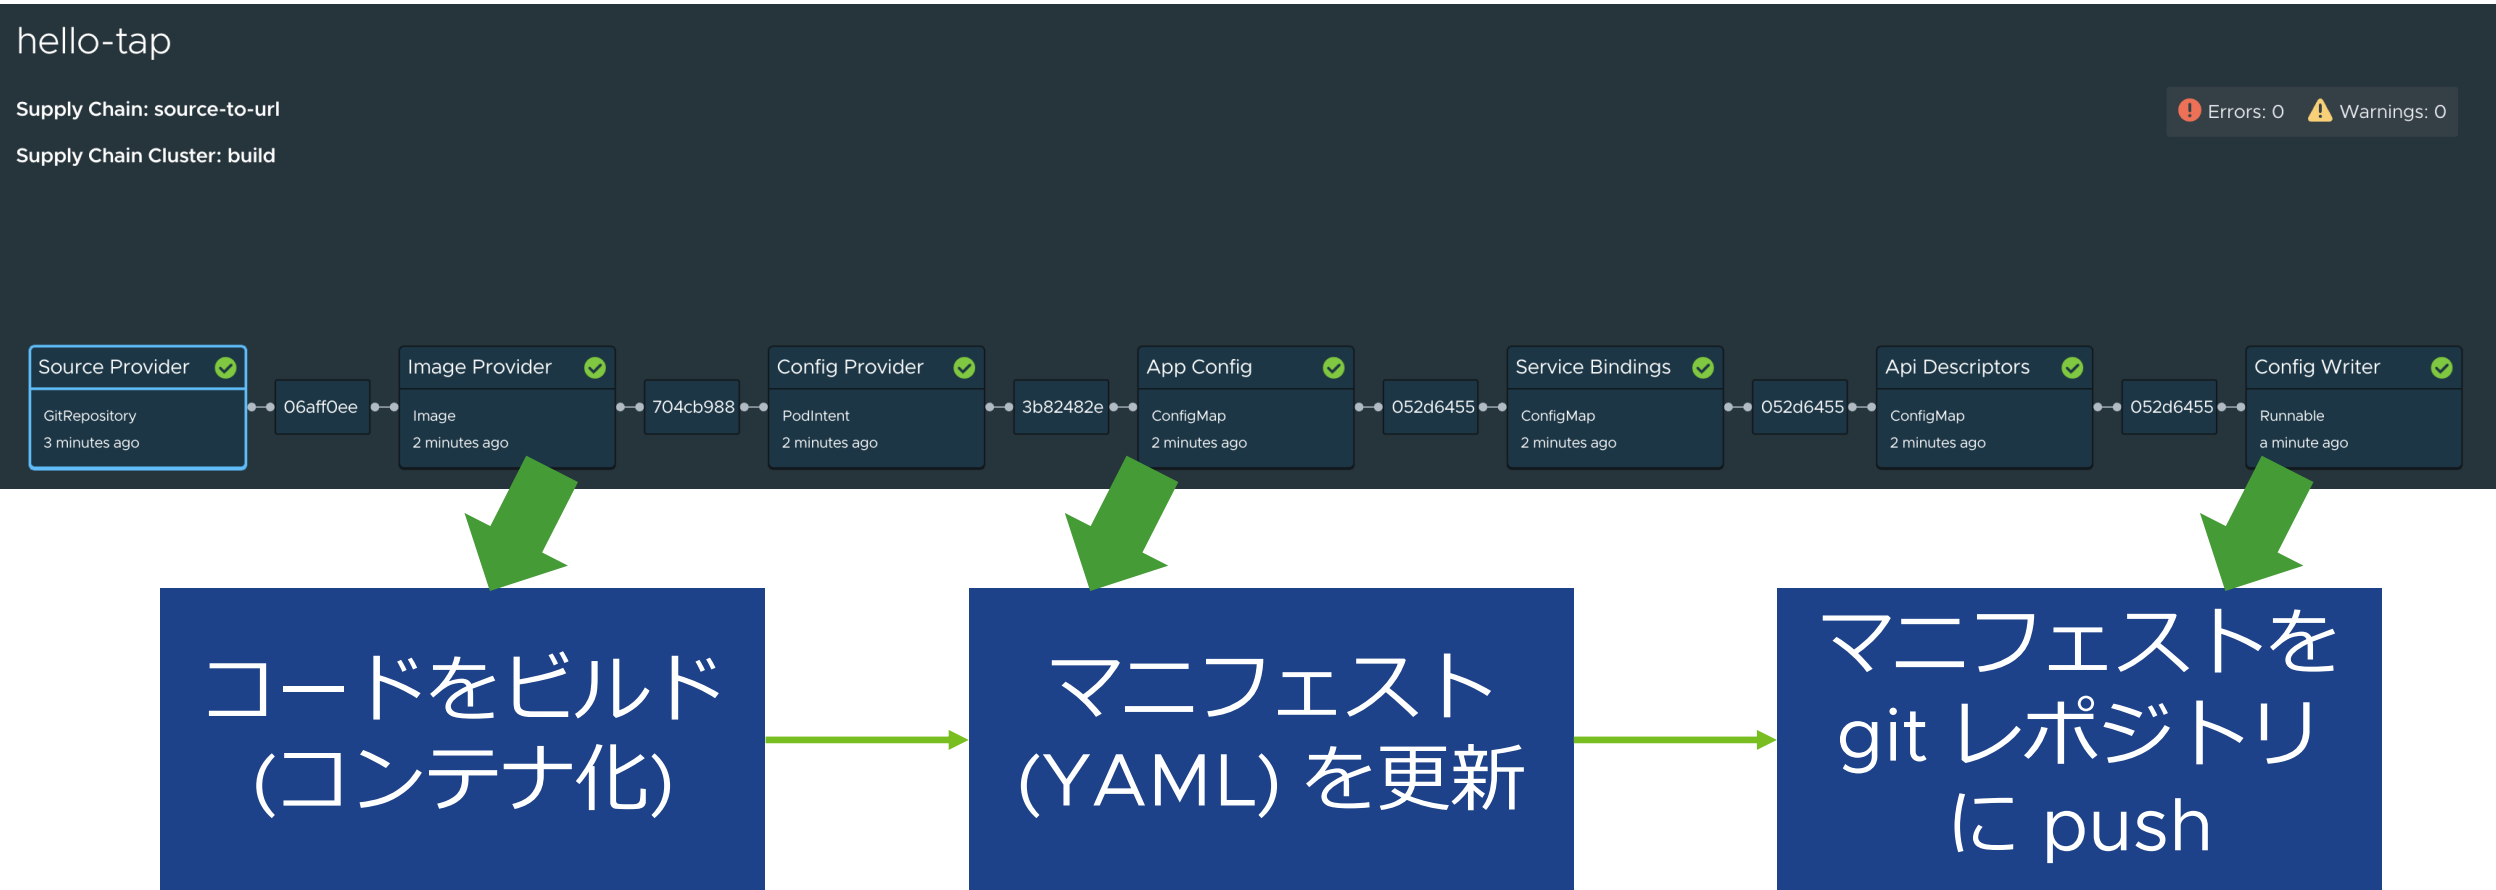 hello-tap
Supply Chain: source-to-url
Errors: 0 Warnings: 0
Supply Chain Cluster: build
Source Provider
GitRepository
3 minutes ago
06aff0ee
Image Provider
Image
2 minutes ago
704cb988
Config Provider
PodIntent
2 minutes ago
3b82482e
App Config
ConfigMap
2 minutes ago
052d6455
Service Bindings
ConfigMap
2 minutes ago
052d6455
Api Descriptors
ConfigMap
2 minutes ago
052d6455
Config Writer
Runnable
a minute ago
コードをビルド
(コンテナ化)
マニフェスト
(YAML) を更新
マニフェストを
git レポジトリ
に push